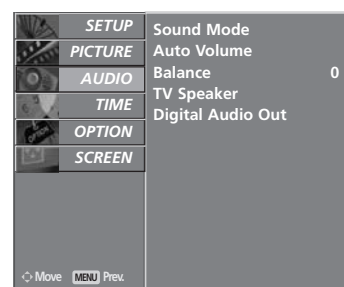 SETUP
PICTURE
AUDIO
TIME
OPTION
SCREEN
Sound Mode
Auto Volume
Balance 0
TV Speaker
Digital Audio Out
Move MENU Prev.